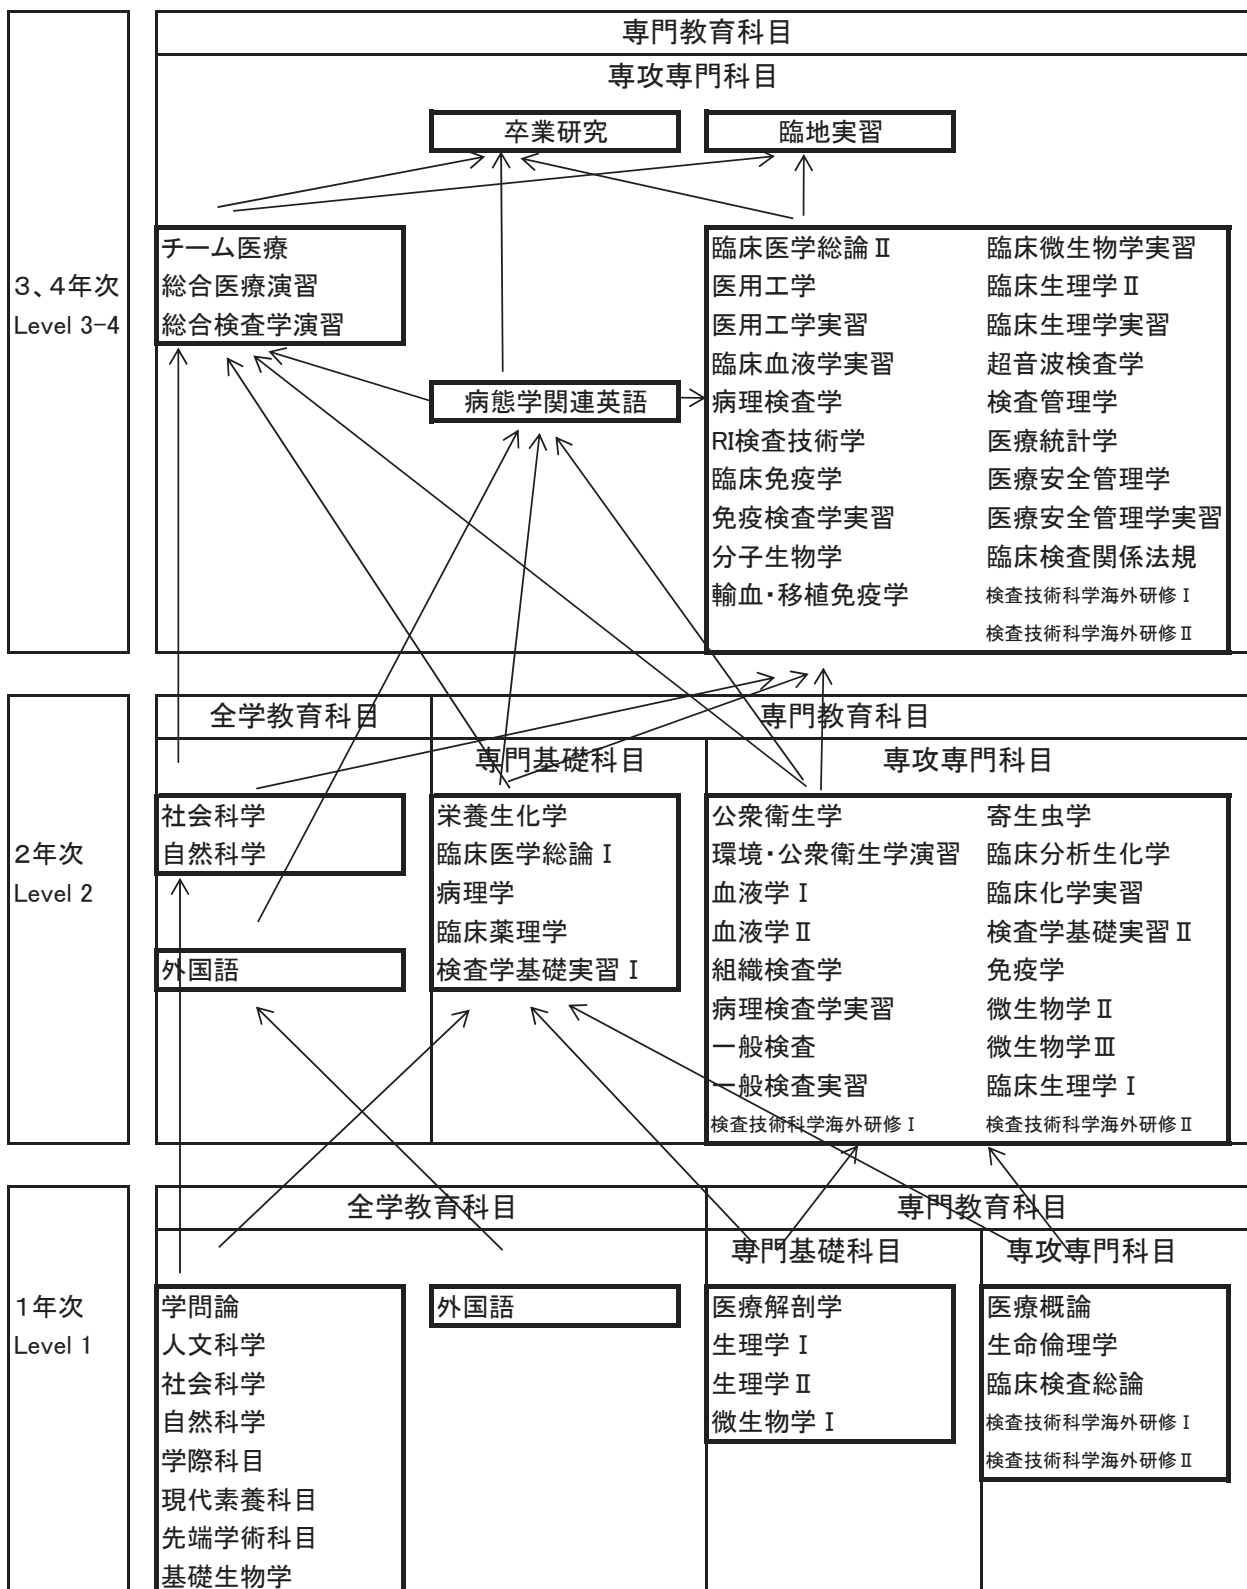 専門教育科目
専攻専門科目
卒業研究
臨地実習
3、4年次
Level 3-4
チーム医療
総合医療演習
総合検査学演習
病態学関連英語
臨床医学総論Ⅱ
医用工学
医用工学実習
臨床血液学実習
病理検査学
RI検査技術学
臨床免疫学
免疫検査学実習
分子生物学
輸血・移植免疫学
臨床微生物学実習
臨床生理学Ⅱ
臨床生理学実習
超音波検査学
検査管理学
医療統計学
医療安全管理学
医療安全管理学実習
臨床検査関係法規
検査技術科学海外研修Ⅰ
検査技術科学海外研修Ⅱ
2年次
Level 2
全学教育科目
専門教育科目
専門基礎科目
専攻専門科目
社会科学
自然科学
外国語
栄養生化学
臨床医学総論Ⅰ
病理学
臨床薬理学
検査学基礎実習Ⅰ
公衆衛生学
環境・公衆衛生学演習
血液学Ⅰ
血液学Ⅱ
組織検査学
病理検査学実習
一般検査
一般検査実習
検査技術科学海外研修Ⅰ
寄生虫学
臨床分析生化学
臨床化学実習
検査学基礎実習Ⅱ
免疫学
微生物学Ⅱ
微生物学Ⅲ
臨床生理学Ⅰ
検査技術科学海外研修Ⅱ
1年次
Level 1
全学教育科目
専門教育科目
専門基礎科目
専攻専門科目
学問論
人文科学
社会科学
自然科学
学際科目
現代素養科目
先端学術科目
基礎生物学
外国語
医療解剖学
生理学Ⅰ
生理学Ⅱ
微生物学Ⅰ
医療概論
生命倫理学
臨床検査総論
検査技術科学海外研修Ⅰ
検査技術科学海外研修Ⅱ